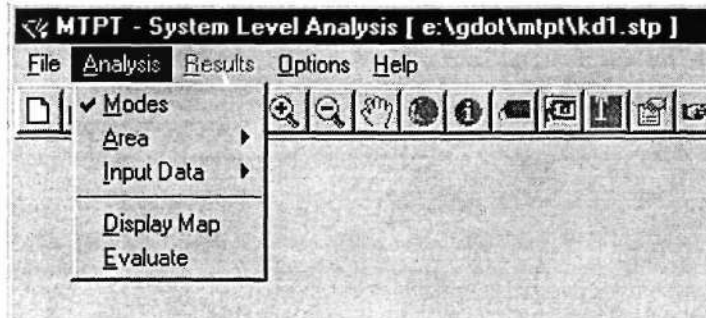 MTPT - System Level Analysis [ e:\gdot\mtpt\kd1.stp ]
File Analysis Results Options Help
Modes
Area
Input Data
Display Map
Evaluate